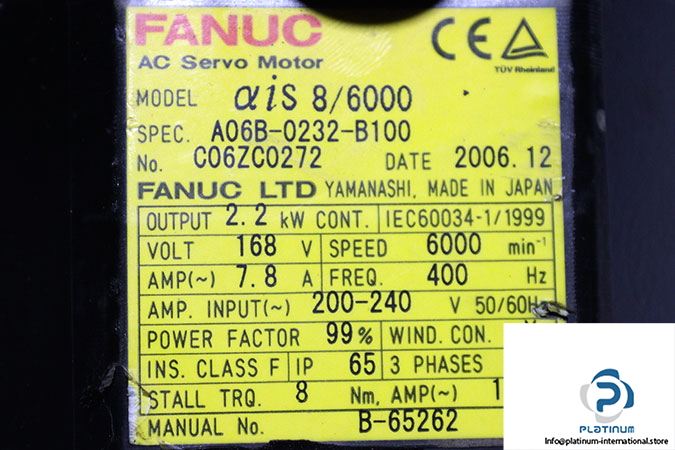 FANUC
CE TÜV Rheinland
AC Servo Motor
MODEL αiS 8/6000
SPEC. A06B-0232-B100
No. C06ZC0272 DATE 2006.12
FANUC LTD YAMANASHI, MADE IN JAPAN
OUTPUT 2.2 kW CONT. IEC60034-1/1999
VOLT 168 V SPEED 6000 min⁻¹
AMP(~) 7.8 A FREQ. 400 Hz
AMP. INPUT(~) 200-240 V 50/60Hz
POWER FACTOR 99% WIND. CON.
INS. CLASS F IP 65 3 PHASES
STALL TRQ. 8 Nm, AMP(~) 1
MANUAL No. B-65262
PLATINUM
info@platinum-international.store